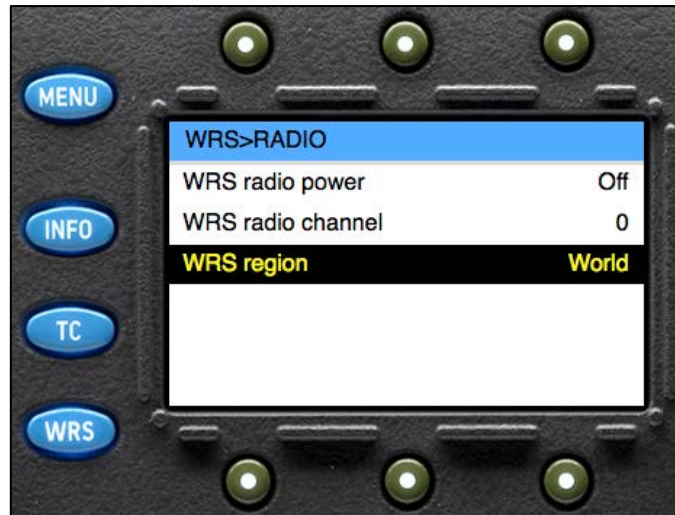 MENU
WRS>RADIO
WRS radio power Off
INFO
WRS radio channel 0
WRS region World
TC
WRS